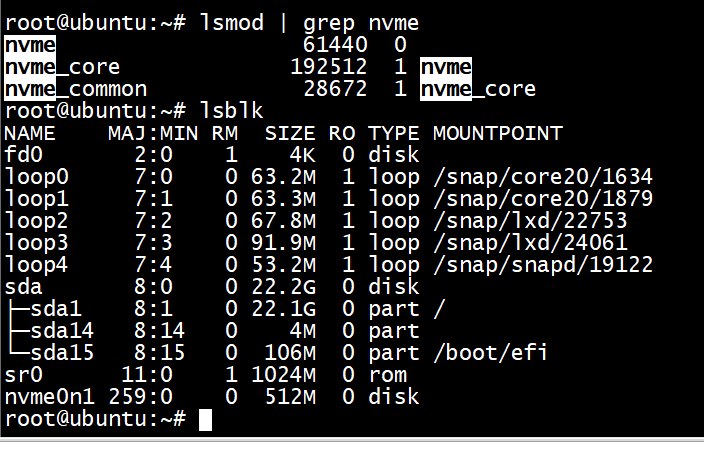 root@ubuntu:~# lsmod | grep nvme
nvme                   61440  0
nvme_core             192512  1 nvme
nvme_common            28672  1 nvme_core
root@ubuntu:~# lsblk
NAME    MAJ:MIN RM  SIZE RO TYPE MOUNTPOINT
fd0       2:0    1    4K  0 disk
loop0     7:0    0 63.2M  1 loop /snap/core20/1634
loop1     7:1    0 63.3M  1 loop /snap/core20/1879
loop2     7:2    0 67.8M  1 loop /snap/lxd/22753
loop3     7:3    0 91.9M  1 loop /snap/lxd/24061
loop4     7:4    0 53.2M  1 loop /snap/snapd/19122
sda       8:0    0 22.2G  0 disk
├─sda1    8:1    0 22.1G  0 part /
├─sda14   8:14   0    4M  0 part
└─sda15   8:15   0  106M  0 part /boot/efi
sr0      11:0    1 1024M  0 rom
nvme0n1 259:0    0  512M  0 disk
root@ubuntu:~#